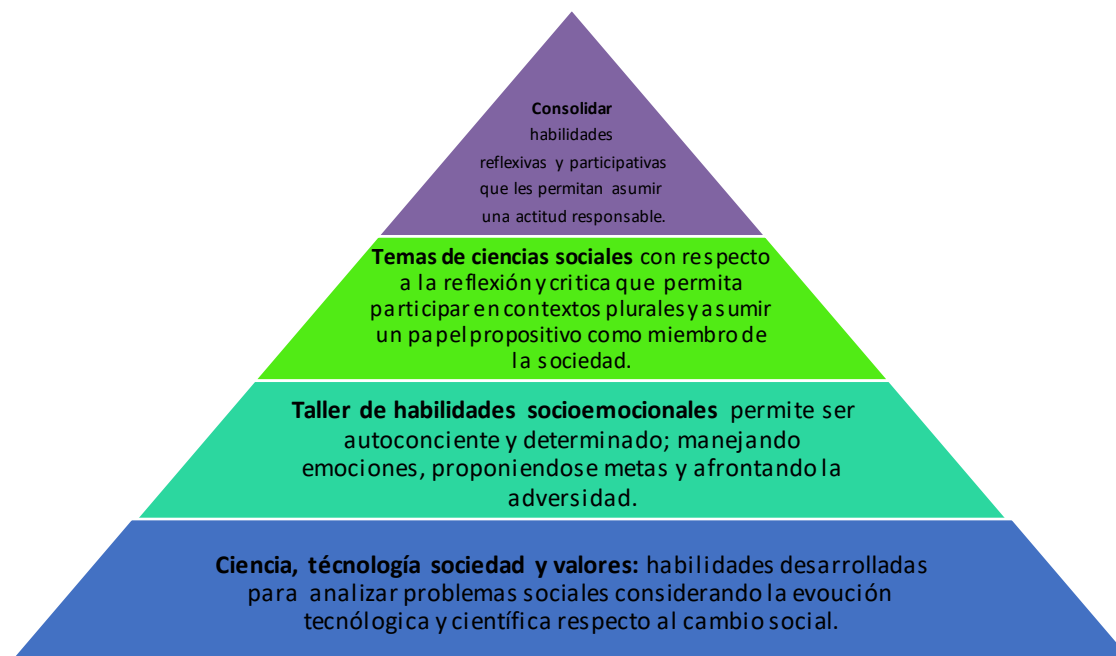 Consolidar
habilidades
reflexivas y participativas
que les permitan asumir
una actitud responsable.
Temas de ciencias sociales con respecto
a la reflexión y critica que permita
participar en contextos plurales y asumir
un papel propositivo como miembro de
la sociedad.
Taller de habilidades socioemocionales permite ser
autoconciente y determinado; manejando
emociones, proponiendose metas y afrontando la
adversidad.
Ciencia, técnología sociedad y valores: habilidades desarrolladas
para analizar problemas sociales considerando la evoución
tecnólogica y científica respecto al cambio social.